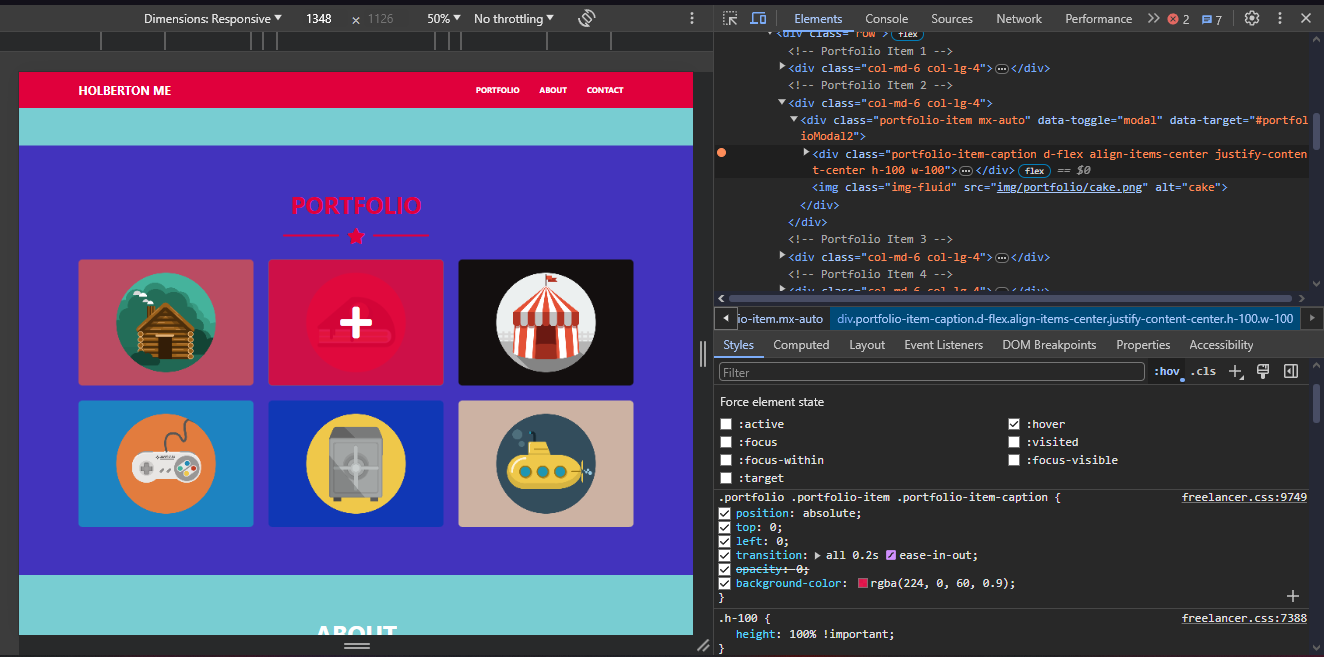 Dimensions: Responsive 1348 × 1126 50% No throttling
HOLBERTON ME PORTFOLIO ABOUT CONTACT
PORTFOLIO
ABOUT
Elements Console Sources Network Performance 2 7
<div class="row"> flex
<!-- Portfolio Item 1 -->
<div class="col-md-6 col-lg-4"> … </div>
<!-- Portfolio Item 2 -->
<div class="col-md-6 col-lg-4">
<div class="portfolio-item mx-auto" data-toggle="modal" data-target="#portfol
ioModal2">
<div class="portfolio-item-caption d-flex align-items-center justify-conten
t-center h-100 w-100"> … </div> flex == $0
<img class="img-fluid" src="img/portfolio/cake.png" alt="cake">
</div>
</div>
<!-- Portfolio Item 3 -->
<div class="col-md-6 col-lg-4"> … </div>
<!-- Portfolio Item 4 -->
<div class="col-md-6 col-lg-4"> … </div>
io-item.mx-auto div.portfolio-item-caption.d-flex.align-items-center.justify-content-center.h-100.w-100
Styles Computed Layout Event Listeners DOM Breakpoints Properties Accessibility
Filter :hov .cls
Force element state
:active :hover
:focus :visited
:focus-within :focus-visible
:target
.portfolio .portfolio-item .portfolio-item-caption { freelancer.css:9749
position: absolute;
top: 0;
left: 0;
transition: all 0.2s ease-in-out;
opacity: 0;
background-color: rgba(224, 0, 60, 0.9);
}
.h-100 { freelancer.css:7388
height: 100% !important;
}